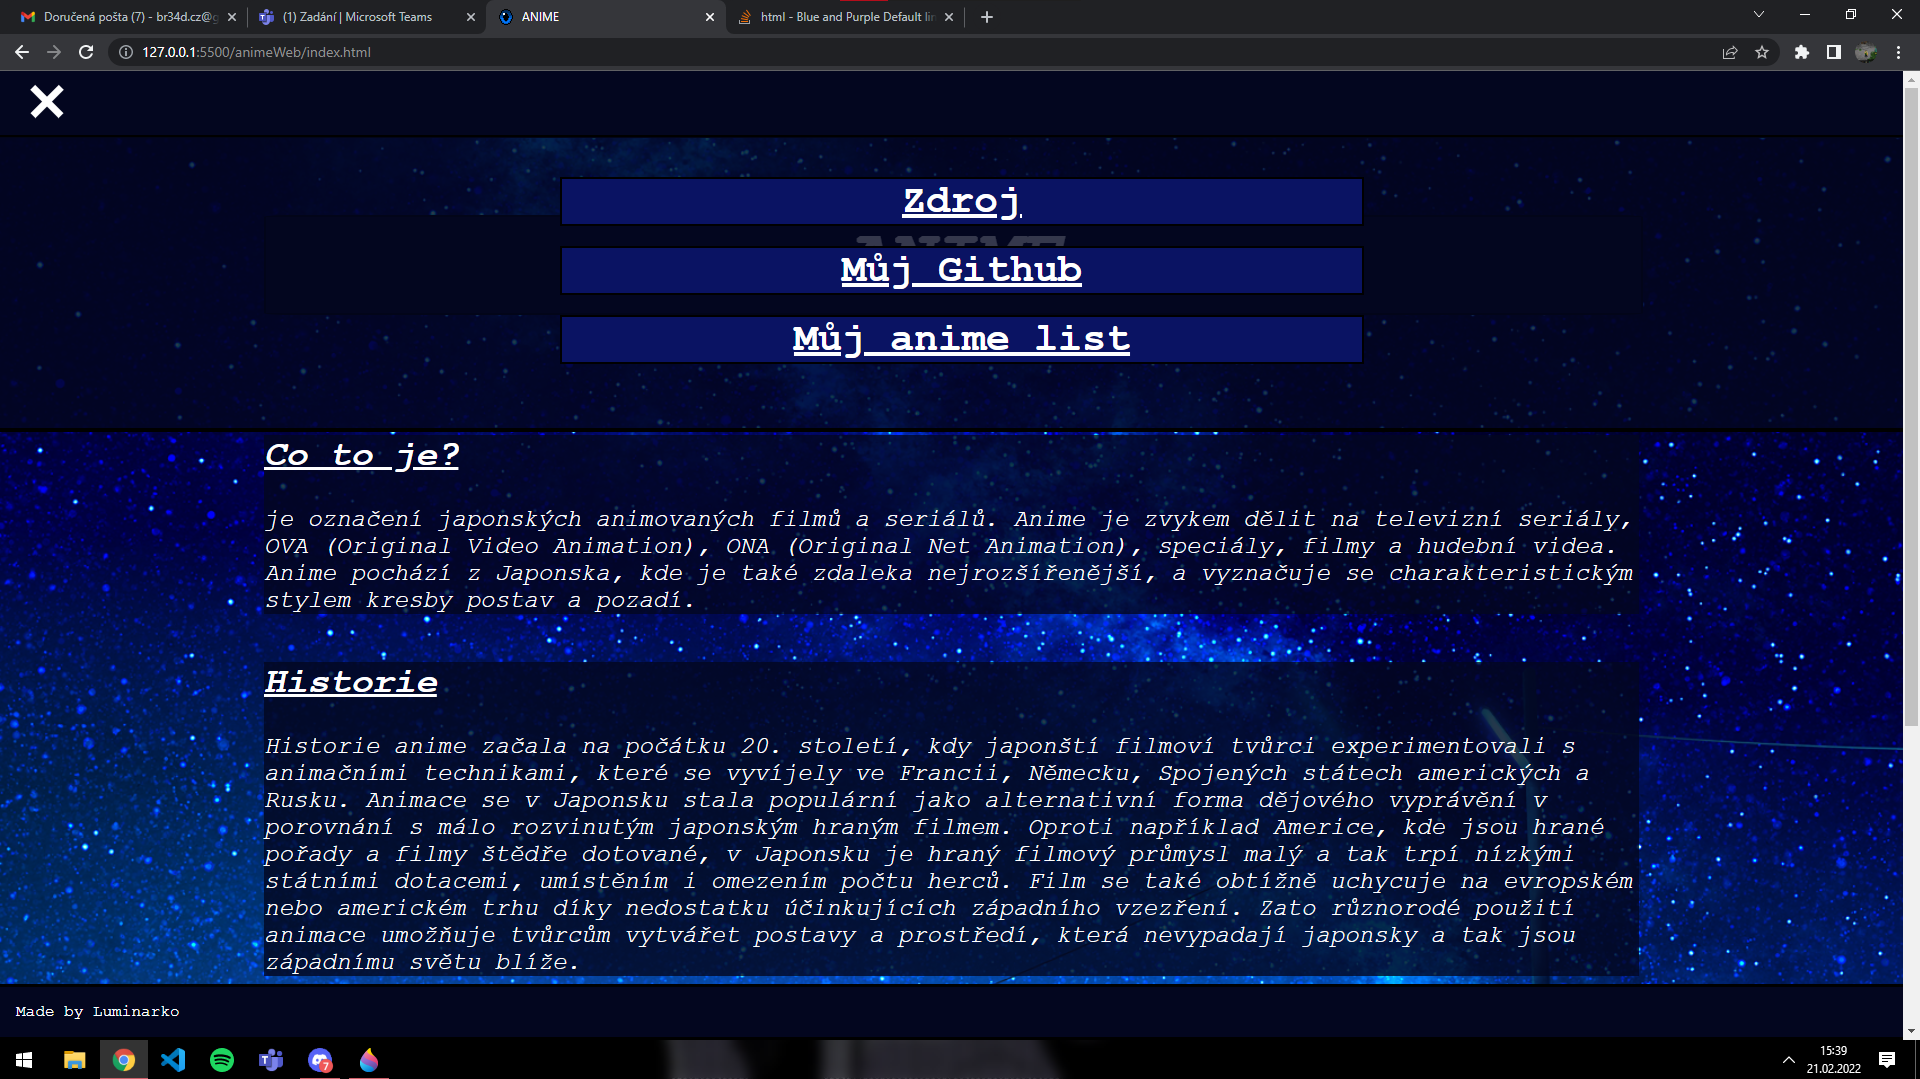 Doručená pošta (7) - br34d.cz@g
(1) Zadání | Microsoft Teams
ANIME
html - Blue and Purple Default lin
127.0.0.1:5500/animeWeb/index.html
Zdroj
ANIME
Můj Github
Můj anime list
Co to je?
je označení japonských animovaných filmů a seriálů. Anime je zvykem dělit na televizní seriály,
OVA (Original Video Animation), ONA (Original Net Animation), speciály, filmy a hudební videa.
Anime pochází z Japonska, kde je také zdaleka nejrozšířenější, a vyznačuje se charakteristickým
stylem kresby postav a pozadí.
Historie
Historie anime začala na počátku 20. století, kdy japonští filmoví tvůrci experimentovali s
animačními technikami, které se vyvíjely ve Francii, Německu, Spojených státech amerických a
Rusku. Animace se v Japonsku stala populární jako alternativní forma dějového vyprávění v
porovnání s málo rozvinutým japonským hraným filmem. Oproti například Americe, kde jsou hrané
pořady a filmy štědře dotované, v Japonsku je hraný filmový průmysl malý a tak trpí nízkými
státními dotacemi, umístěním i omezením počtu herců. Film se také obtížně uchycuje na evropském
nebo americkém trhu díky nedostatku účinkujících západního vzezření. Zato různorodé použití
animace umožňuje tvůrcům vytvářet postavy a prostředí, která nevypadají japonsky a tak jsou
západnímu světu blíže.
Made by Luminarko
7
15:39
21.02.2022